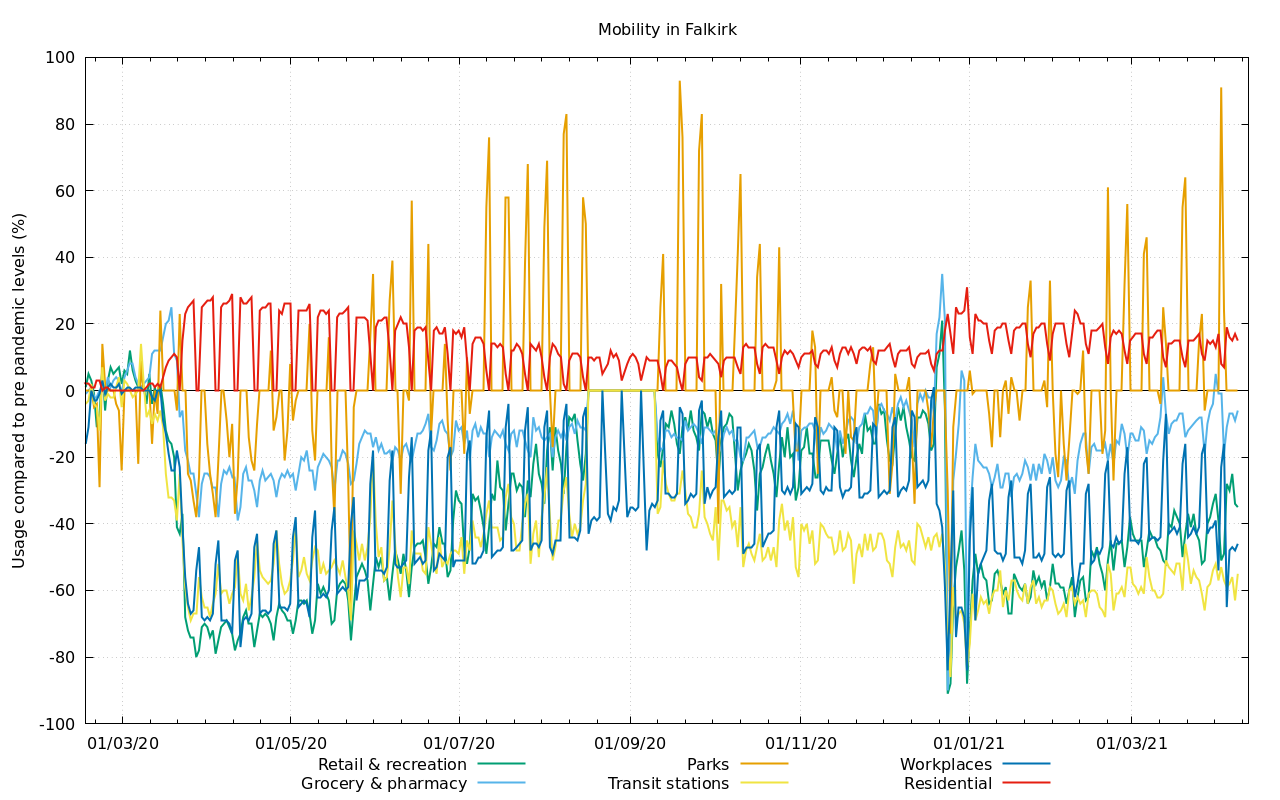 Mobility in Falkirk
Usage compared to pre pandemic levels (%)
100
80
60
40
20
0
-20
-40
-60
-80
-100
01/03/20 01/05/20 01/07/20 01/09/20 01/11/20 01/01/21 01/03/21
Retail & recreation Parks Workplaces
Grocery & pharmacy Transit stations Residential